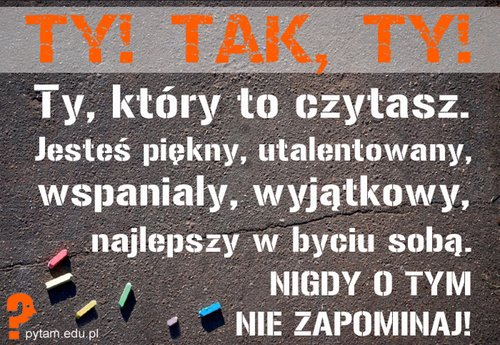 TY! TAK, TY!
Ty, który to czytasz.
Jesteś piękny, utalentowany,
wspaniały, wyjątkowy,
najlepszy w byciu sobą.
NIGDY O TYM
NIE ZAPOMINAJ!
?
pytam.edu.pl